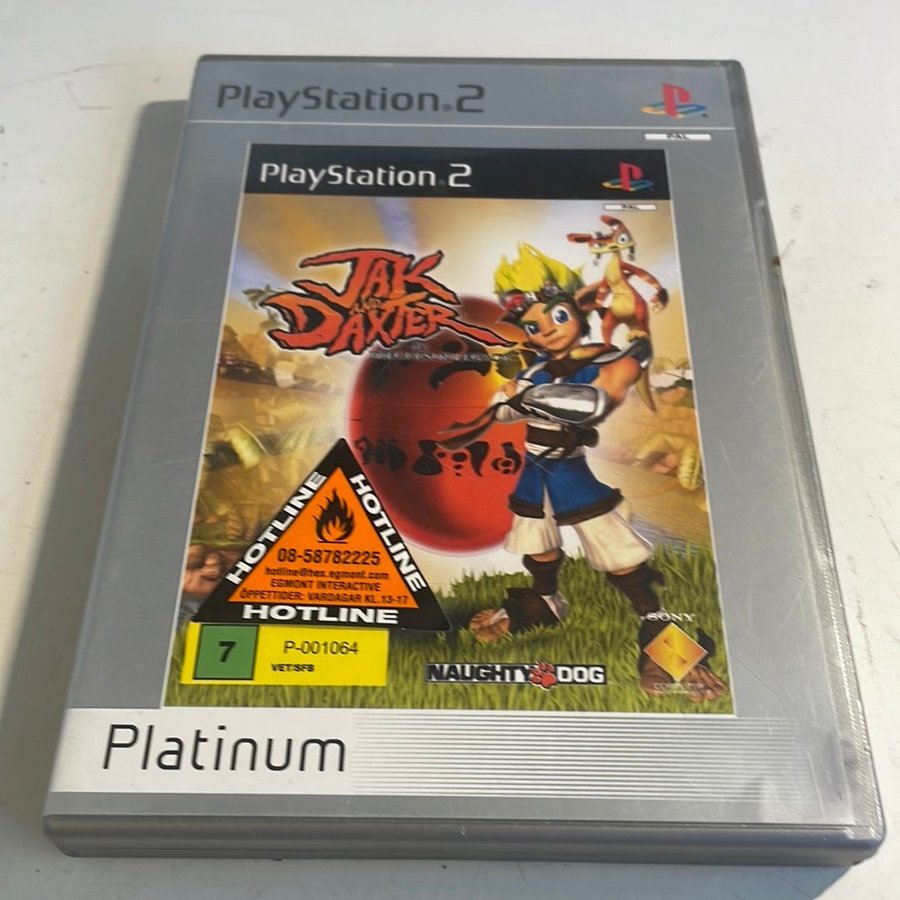 PlayStation®2
PAL
PlayStation®2
PAL
JAK
AND
DAXTER
HOTLINE
HOTLINE
08-58782225
hotline@hes.egmont.com
EGMONT INTERACTIVE
ÖPPETTIDER: VARDAGAR KL.13-17
HOTLINE
7
P-001064
VET/SFB
NAUGHTY DOG
SONY
Platinum